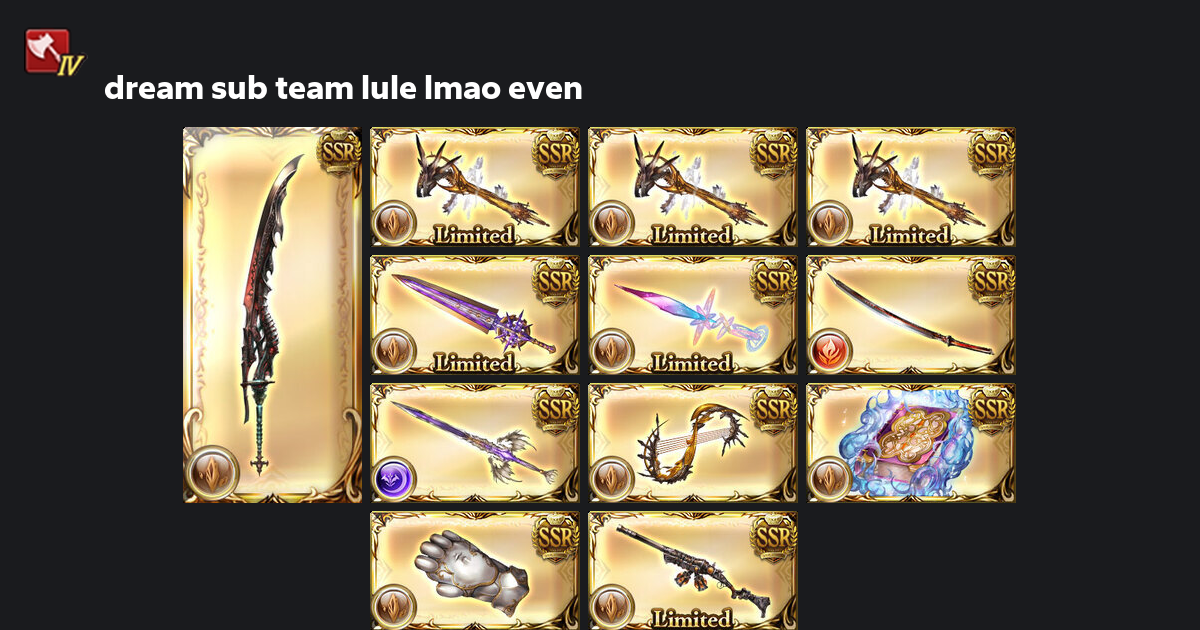 IV
dream sub team lule lmao even
SSR SSR SSR SSR
Limited Limited Limited
SSR SSR SSR
Limited Limited
SSR SSR SSR
SSR SSR
Limited